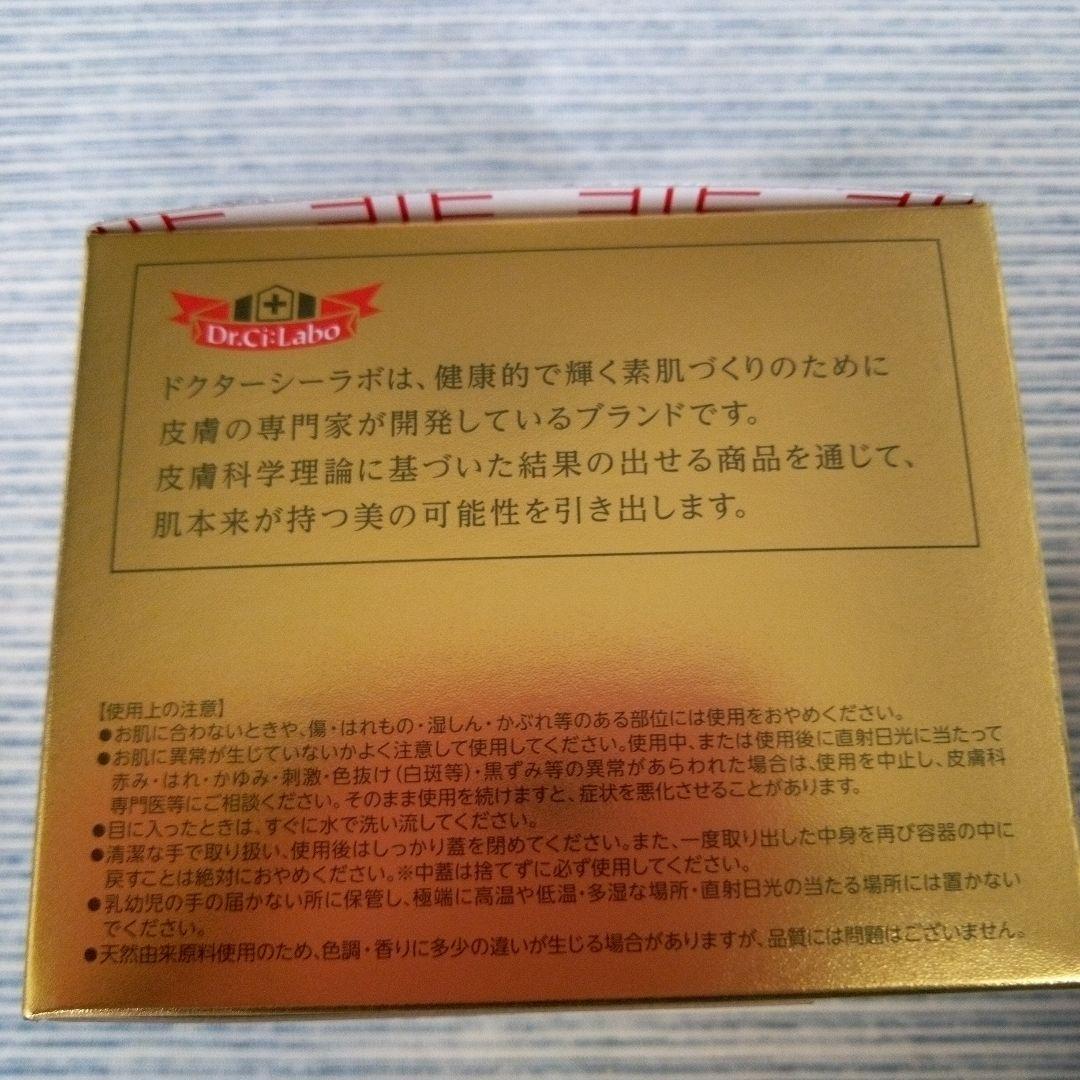 Dr.Ci:Labo
ドクターシーラボは、健康的で輝く素肌づくりのために
皮膚の専門家が開発しているブランドです。
皮膚科学理論に基づいた結果の出せる商品を通じて、
肌本来が持つ美の可能性を引き出します。
【使用上の注意】
●お肌に合わないときや、傷・はれもの・湿しん・かぶれ等のある部位には使用をおやめください。
●お肌に異常が生じていないかよく注意して使用してください。使用中、または使用後に直射日光に当たって
赤み・はれ・かゆみ・刺激・色抜け(白斑等)・黒ずみ等の異常があらわれた場合は、使用を中止し、皮膚科
専門医等にご相談ください。そのまま使用を続けますと、症状を悪化させることがあります。
●目に入ったときは、すぐに水で洗い流してください。
●清潔な手で取り扱い、使用後はしっかり蓋を閉めてください。また、一度取り出した中身を再び容器の中に
戻すことは絶対におやめください。※中蓋は捨てずに必ず使用してください。
●乳幼児の手の届かない所に保管し、極端に高温や低温・多湿な場所・直射日光の当たる場所には置かない
でください。
●天然由来原料使用のため、色調・香りに多少の違いが生じる場合がありますが、品質には問題はございません。